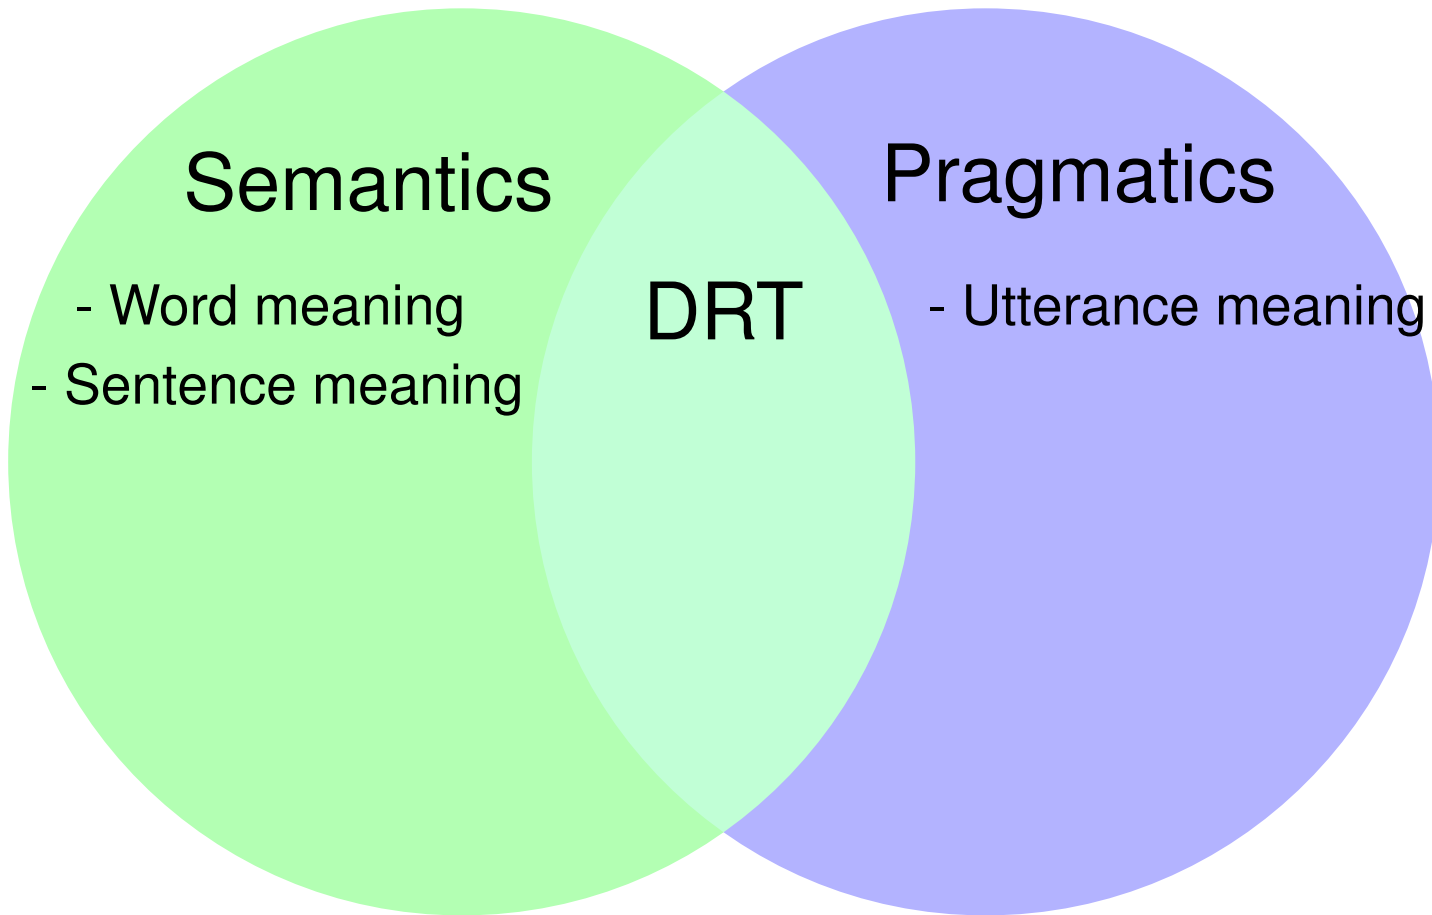 Semantics
- Word meaning
- Sentence meaning
DRT
Pragmatics
- Utterance meaning